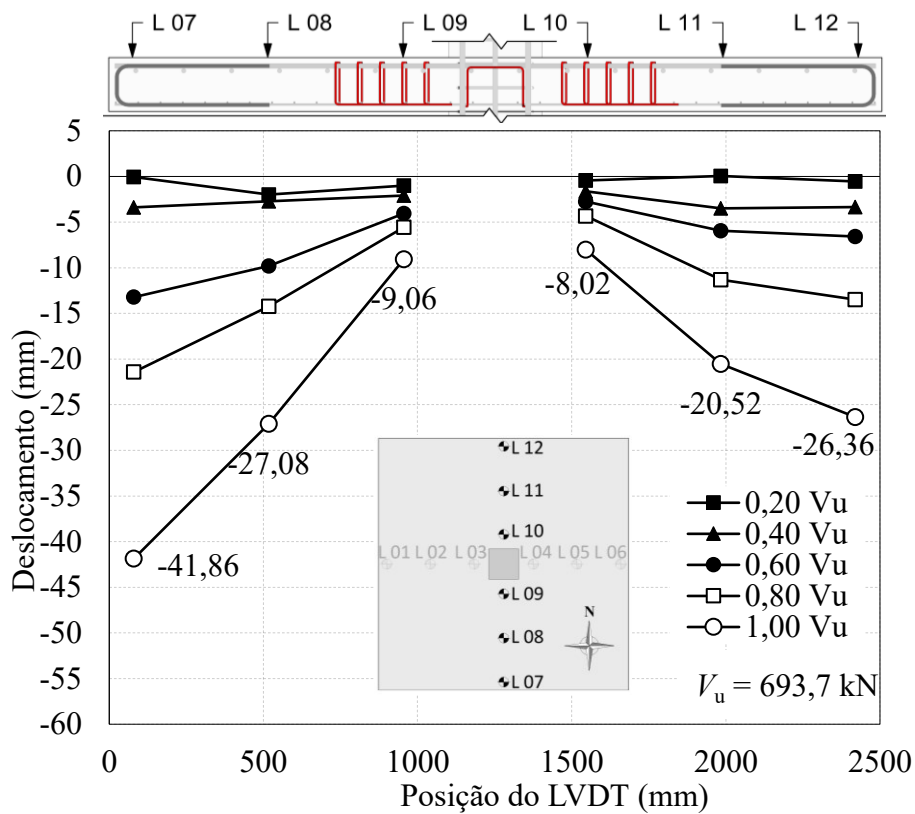 L 07 L 08 L 09 L 10 L 11 L 12
5
0
-5
-10
-15
-20
-25
-30
-35
-40
-45
-50
-55
-60
Deslocamento (mm)
-9,06
-8,02
-27,08
-20,52
-26,36
-41,86
L 12
L 11
L 10
L 01 L 02 L 03 L 04 L 05 L 06
L 09
L 08
L 07
N
0,20 Vu
0,40 Vu
0,60 Vu
0,80 Vu
1,00 Vu
Vu = 693,7 kN
0 500 1000 1500 2000 2500
Posição do LVDT (mm)